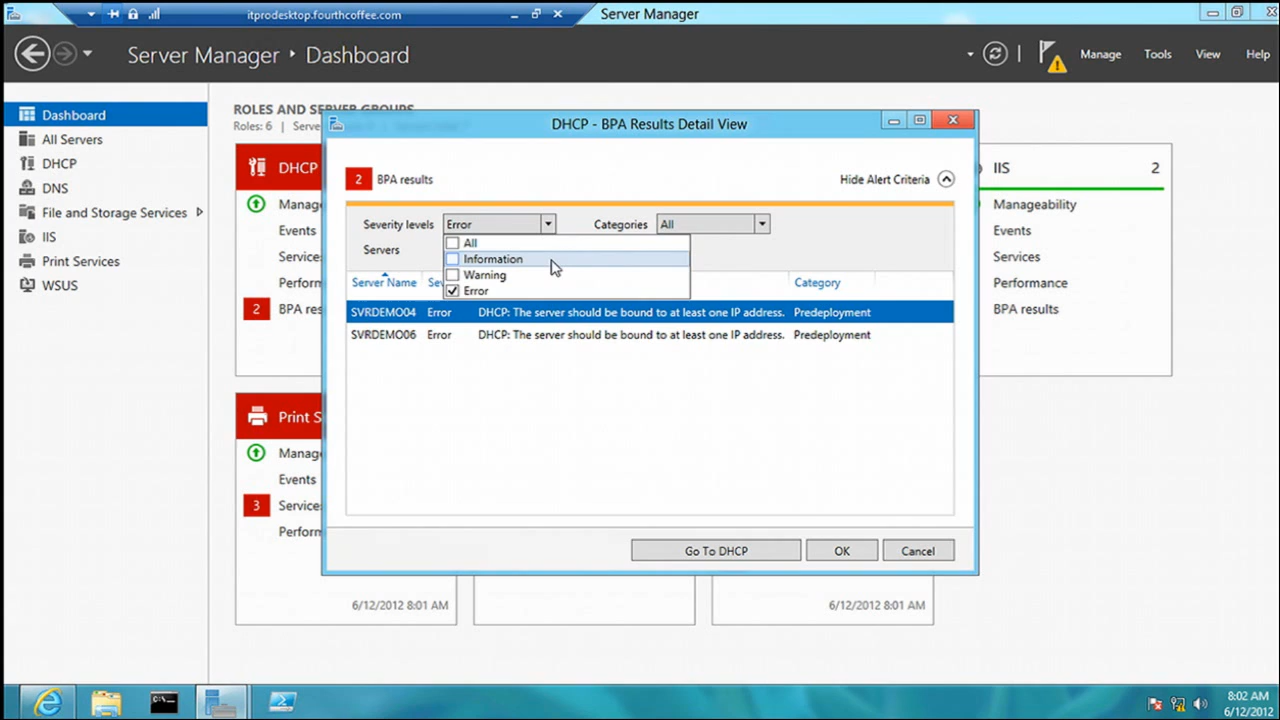 itprodesktop.fourthcoffee.com
Server Manager
Server Manager ‣ Dashboard
Manage
Tools
View
Help
Dashboard
All Servers
DHCP
DNS
File and Storage Services
IIS
Print Services
WSUS
ROLES AND SERVER GROUPS
Roles: 6 | Serve
DHCP
Manage
Events
Service
Perform
2 BPA res
DHCP - BPA Results Detail View
2 BPA results
Hide Alert Criteria
Severity levels Error
Categories All
Servers
All
Information
Warning
Error
Server Name Sev Category
SVRDEMO04 Error DHCP: The server should be bound to at least one IP address. Predeployment
SVRDEMO06 Error DHCP: The server should be bound to at least one IP address. Predeployment
Go To DHCP
OK
Cancel
IIS 2
Manageability
Events
Services
Performance
BPA results
Print S
Manag
Events
3 Services
Perform
6/12/2012 8:01 AM
6/12/2012 8:01 AM
8:02 AM
6/12/2012